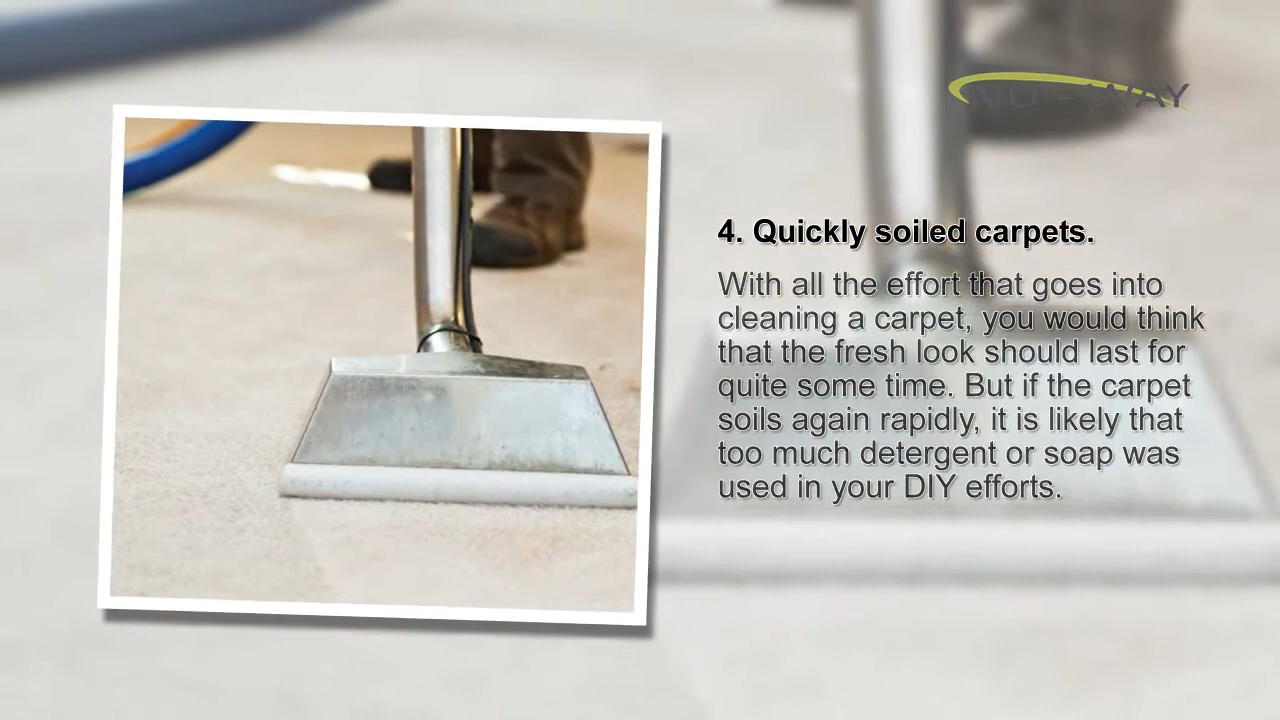 NU - WAY
4. Quickly soiled carpets.
With all the effort that goes into
cleaning a carpet, you would think
that the fresh look should last for
quite some time. But if the carpet
soils again rapidly, it is likely that
too much detergent or soap was
used in your DIY efforts.